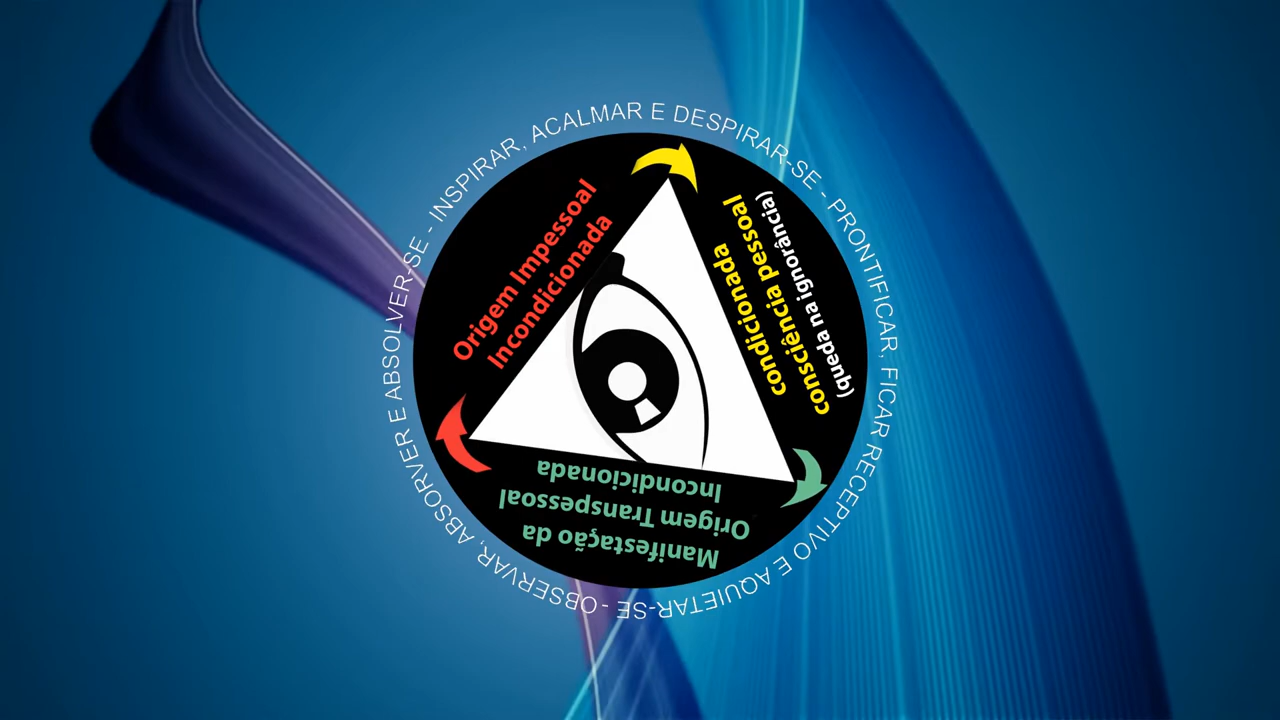 INSPIRAR, ACALMAR E DESPIRAR-SE - PRONTIFICAR, FICAR RECEPTIVO E AQUIETAR-SE - OBSERVAR, ABSORVER E ABSOLVER-SE -
Origem Impessoal
Incondicionada
(queda na ignorância)
consciência pessoal
condicionada
Manifestação da
Origem Transpessoal
Incondicionada